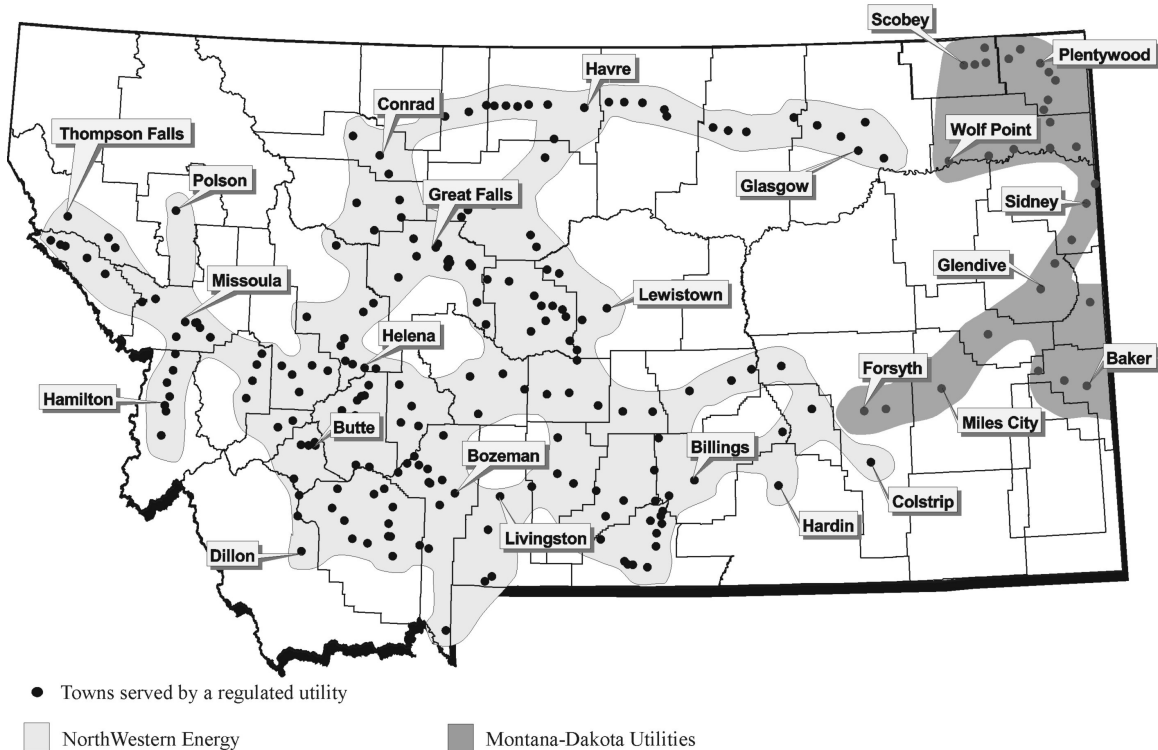 Scobey
Plentywood
Havre
Conrad
Thompson Falls
Wolf Point
Polson
Glasgow
Great Falls
Sidney
Glendive
Missoula
Lewistown
Helena
Forsyth
Baker
Hamilton
Butte
Miles City
Billings
Bozeman
Colstrip
Hardin
Livingston
Dillon
Towns served by a regulated utility
NorthWestern Energy
Montana-Dakota Utilities